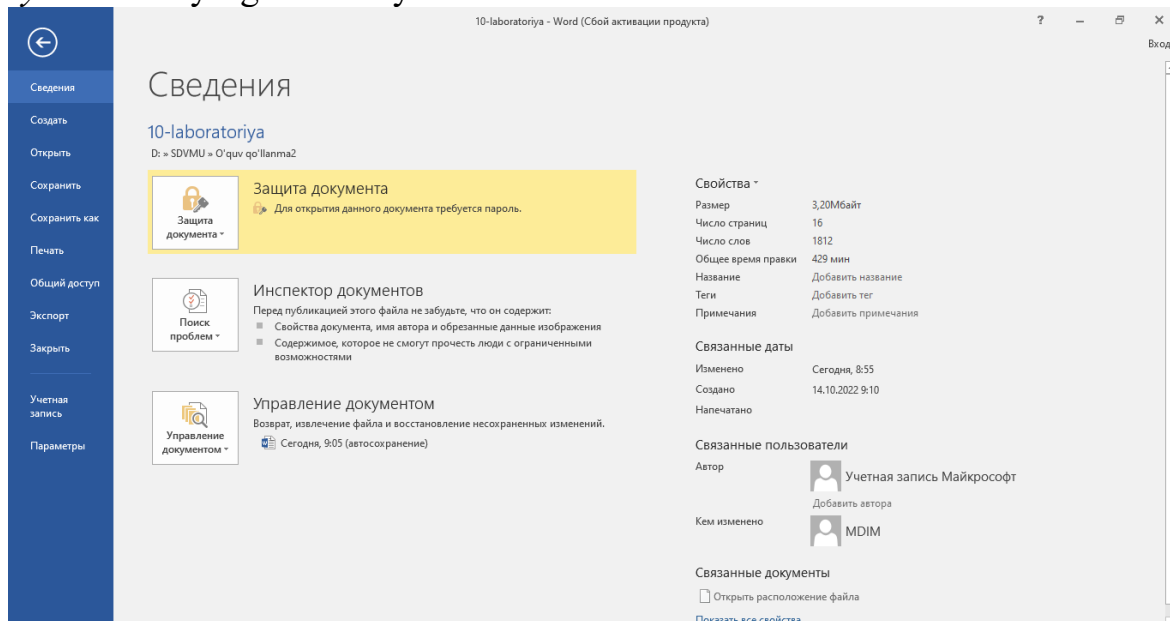 10-laboratoriya - Word (Сбой активации продукта)
?
Вход
Сведения
Создать
Открыть
Сохранить
Сохранить как
Печать
Общий доступ
Экспорт
Закрыть
Учетная
запись
Параметры
Сведения
10-laboratoriya
D: » SDVMU » O'quv qo'llanma2
Защита
документа
Защита документа
Для открытия данного документа требуется пароль.
Поиск
проблем
Инспектор документов
Перед публикацией этого файла не забудьте, что он содержит:
Свойства документа, имя автора и обрезанные данные изображения
Содержимое, которое не смогут прочесть люди с ограниченными
возможностями
Управление
документом
Управление документом
Возврат, извлечение файла и восстановление несохраненных изменений.
Сегодня, 9:05 (автосохранение)
Свойства
Размер 3,20Мбайт
Число страниц 16
Число слов 1812
Общее время правки 429 мин
Название Добавить название
Теги Добавить тег
Примечания Добавить примечания
Связанные даты
Изменено Сегодня, 8:55
Создано 14.10.2022 9:10
Напечатано
Связанные пользователи
Автор Учетная запись Майкрософт
Добавить автора
Кем изменено MDIM
Связанные документы
Открыть расположение файла
Показать все свойства